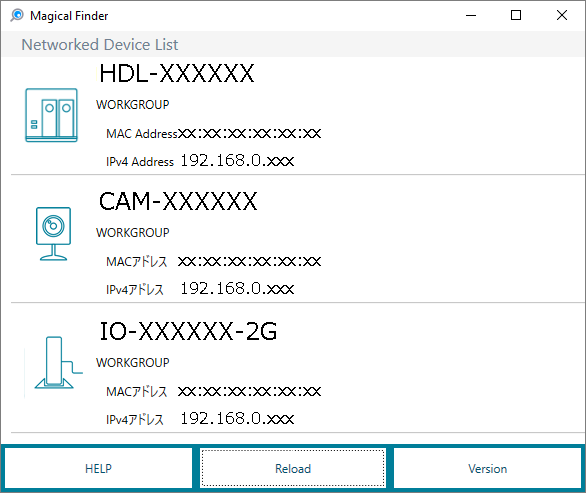 Magical Finder
Networked Device List
HDL-XXXXXX
WORKGROUP
MAC Address xx:xx:xx:xx:xx:xx
IPv4 Address 192.168.0.xxx
CAM-XXXXXX
WORKGROUP
MACアドレス xx:xx:xx:xx:xx:xx
IPv4アドレス 192.168.0.xxx
IO-XXXXXX-2G
WORKGROUP
MACアドレス xx:xx:xx:xx:xx:xx
IPv4アドレス 192.168.0.xxx
HELP Reload Version